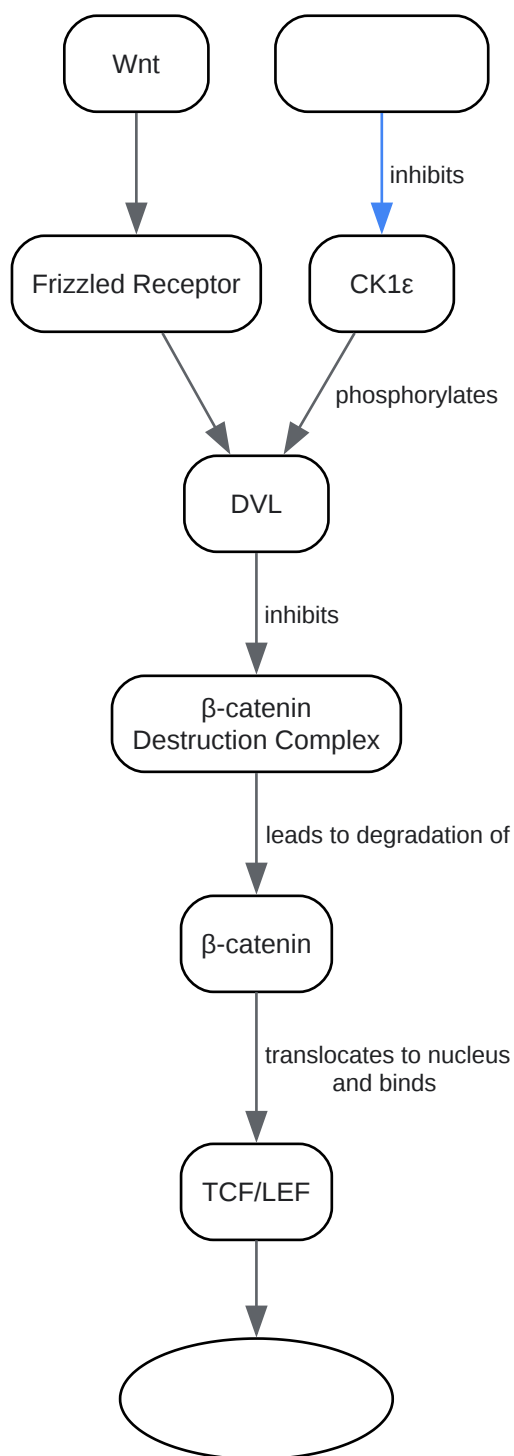 Wnt
inhibits
Frizzled Receptor
CK1ε
phosphorylates
DVL
inhibits
β-catenin
Destruction Complex
leads to degradation of
β-catenin
translocates to nucleus
and binds
TCF/LEF